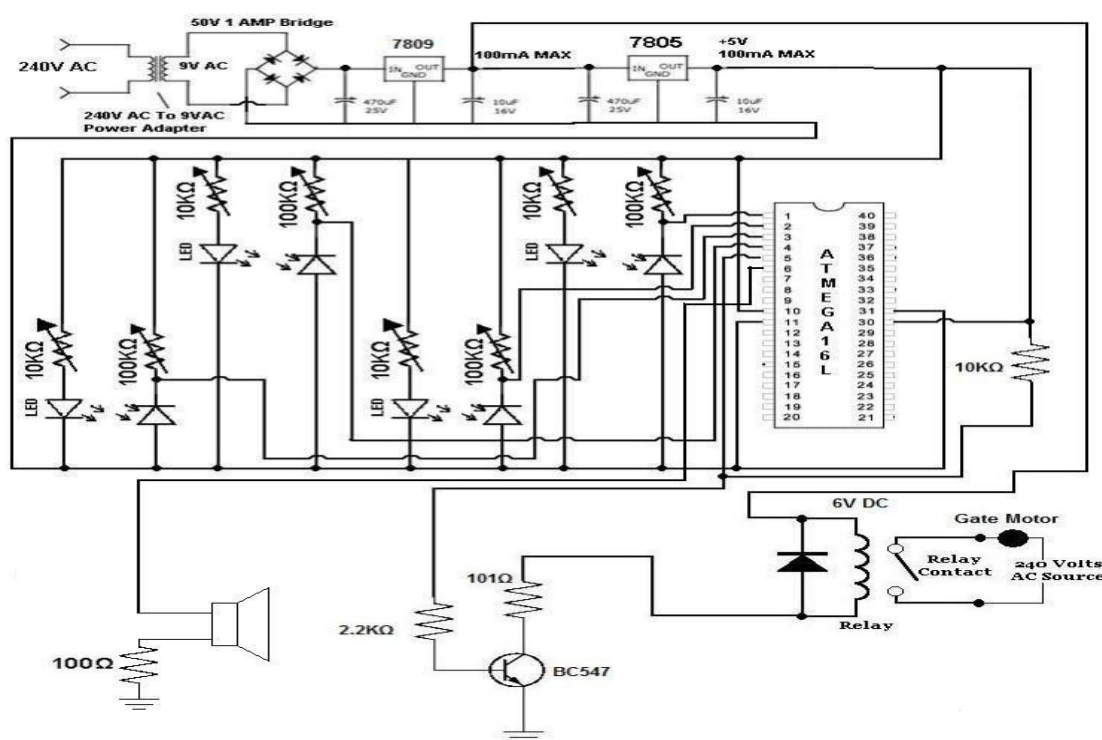 50V 1 AMP Bridge
240V AC
9V AC
240V AC To 9VAC
Power Adapter
7809
IN OUT
GND
100mA MAX
7805
IN OUT
GND
+5V
100mA MAX
470uF
25V
10uF
16V
470uF
25V
10uF
16V
10KΩ
LED
100KΩ
10KΩ
LED
100KΩ
10KΩ
LED
100KΩ
10KΩ
LED
100KΩ
ATMEGA16L
1 40
2 39
3 38
4 37
5 36
6 35
7 34
8 33
9 32
10 31
11 30
12 29
13 28
14 27
15 26
16 25
17 24
18 23
19 22
20 21
10KΩ
6V DC
Gate Motor
Relay
Contact
240 Volts
AC Source
Relay
101Ω
2.2KΩ
BC547
100Ω